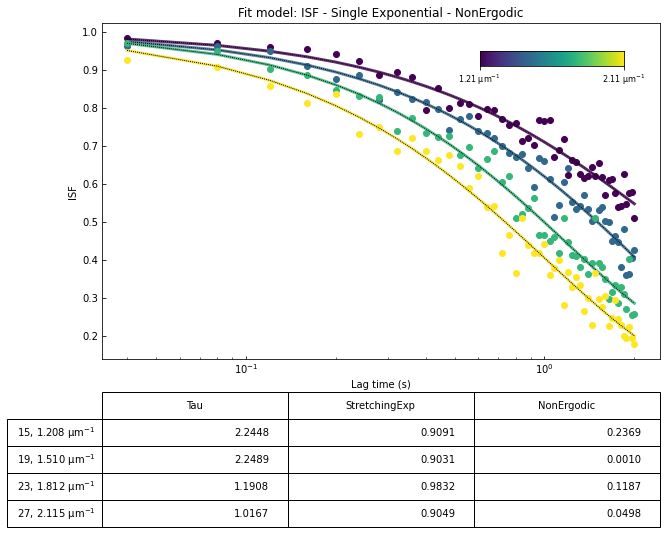 Fit model: ISF - Single Exponential - NonErgodic
1.0
0.9
0.8
0.7
0.6
0.5
0.4
0.3
0.2
ISF
1.21 μm⁻¹ 2.11 μm⁻¹
10⁻¹ 10⁰
Lag time (s)
Tau StretchingExp NonErgodic
15, 1.208 μm⁻¹ 2.2448 0.9091 0.2369
19, 1.510 μm⁻¹ 2.2489 0.9031 0.0010
23, 1.812 μm⁻¹ 1.1908 0.9832 0.1187
27, 2.115 μm⁻¹ 1.0167 0.9049 0.0498